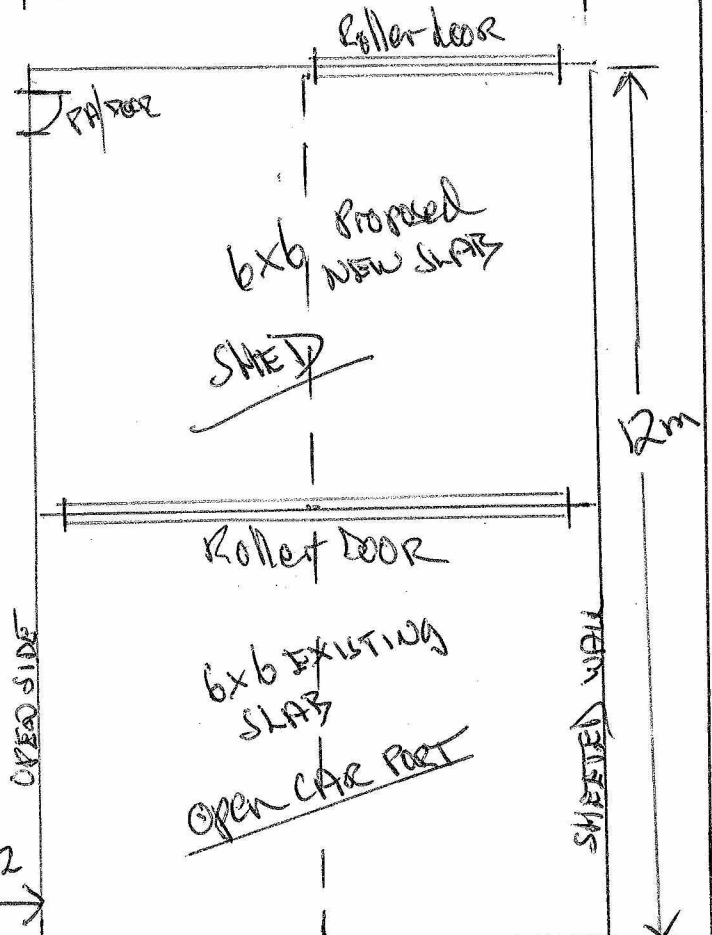 Roller door
PA/DOOR
6x6 Proposed
NEW SLAB
SHED
12m
Roller DOOR
OPEN SIDE
6x6 EXISTING
SLAB
SHEETED WALL
Open CAR PORT
2